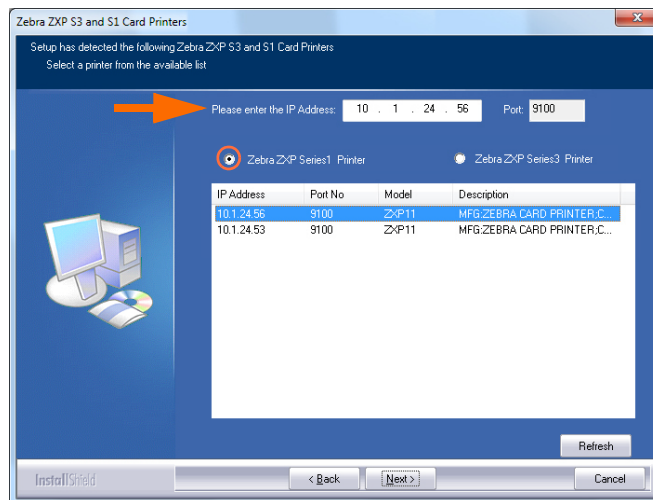 Zebra ZXP S3 and S1 Card Printers
Setup has detected the following Zebra ZXP S3 and S1 Card Printers
Select a printer from the available list
Please enter the IP Address: 10 . 1 . 24 . 56 Port: 9100
Zebra ZXP Series1 Printer Zebra ZXP Series3 Printer
IP Address Port No Model Description
10.1.24.56 9100 ZXP11 MFG:ZEBRA CARD PRINTER;C...
10.1.24.53 9100 ZXP11 MFG:ZEBRA CARD PRINTER;C...
Refresh
InstallShield < Back Next > Cancel